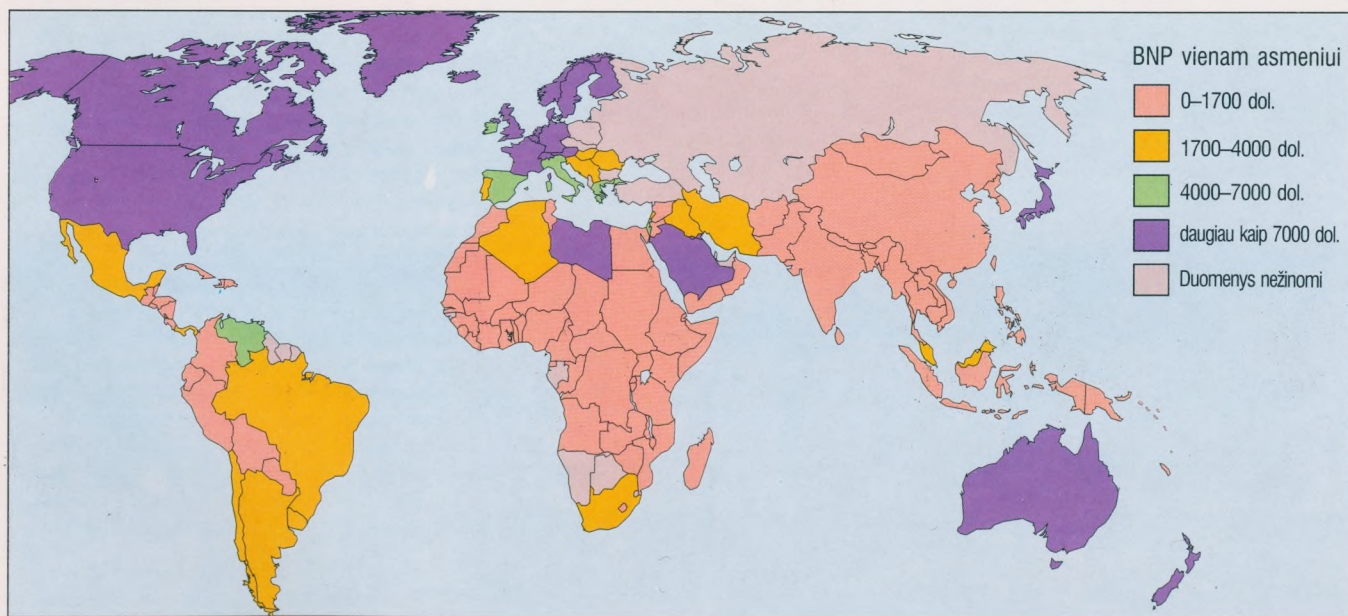 BNP vienam asmeniui
0–1700 dol.
1700–4000 dol.
4000–7000 dol.
daugiau kaip 7000 dol.
Duomenys nežinomi